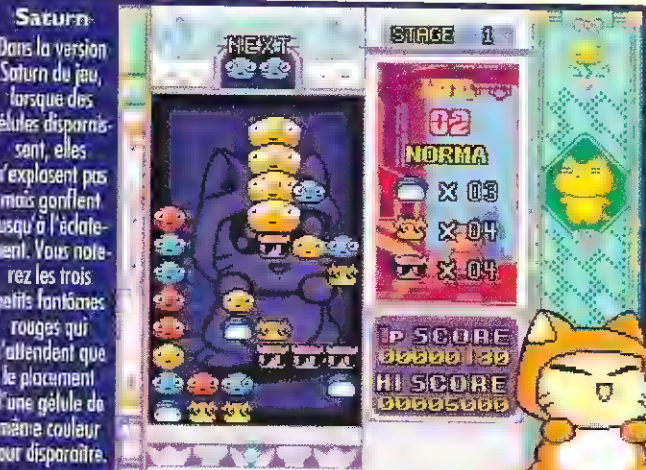 Saturn
Dans la version
Saturn du jeu,
lorsque des
gélules disparais-
sent, elles
n'explosent pas
mais gonflent
jusqu'à l'éclate-
ment. Vous note-
rez les trois
petits fantômes
rouges qui
n'attendent que
le placement
d'une gélule de
même couleur
pour disparaître.
NEXT
STAGE 1
02
NORMA
X 03
X 04
X 04
1P SCORE
00000180
HI SCORE
00005000